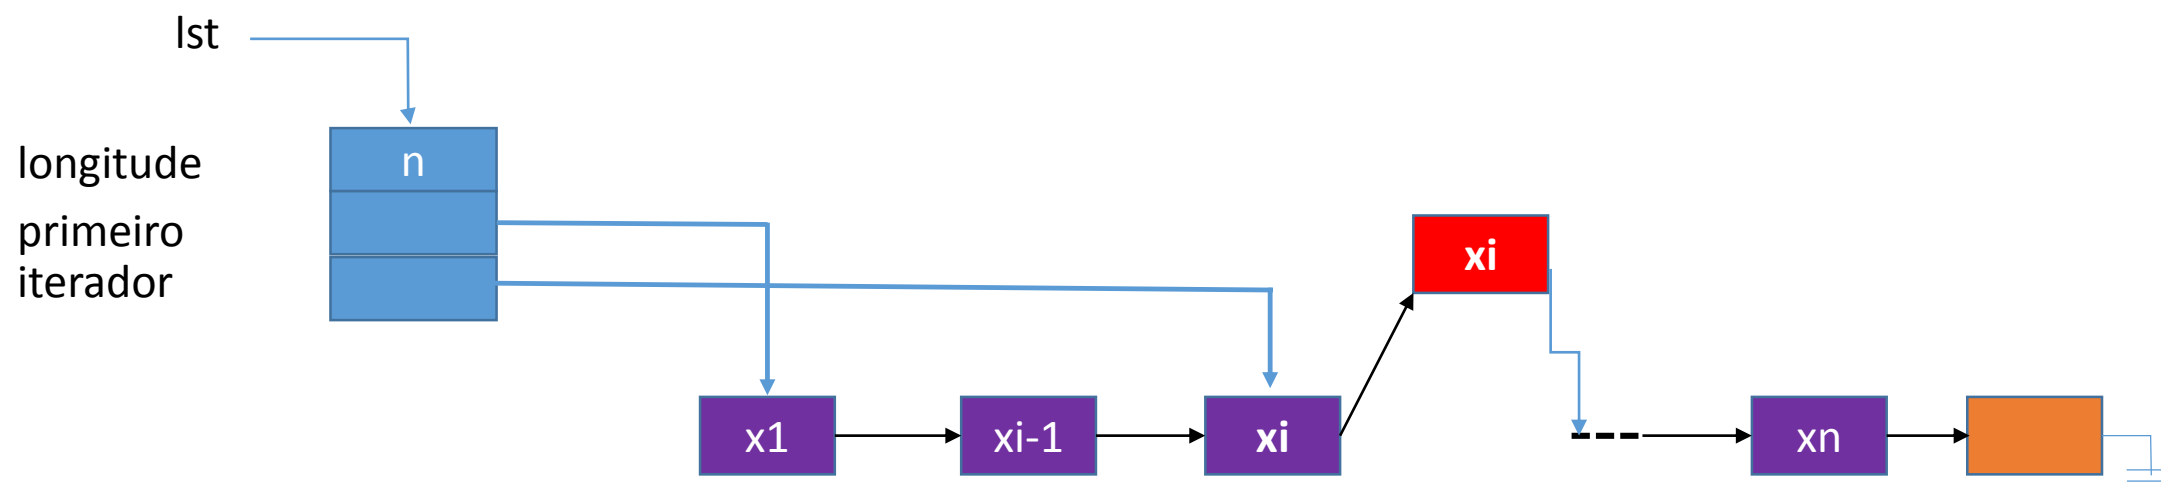 lst
longitude
n
primeiro
iterador
xi
x1
xi-1
xi
xn